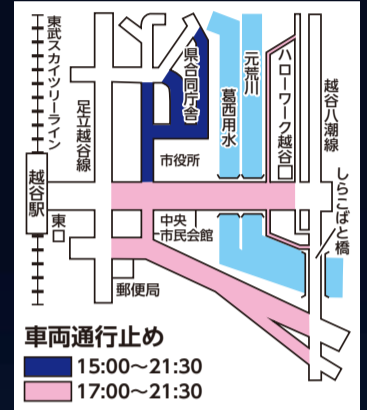 東武スカイツリーライン
足立越谷線
県合同庁舎
葛西用水
元荒川
ハローワーク越谷
越谷八潮線
市役所
しらこばと橋
越谷駅
東口
中央
市民会館
郵便局
車両通行止め
15:00〜21:30
17:00〜21:30